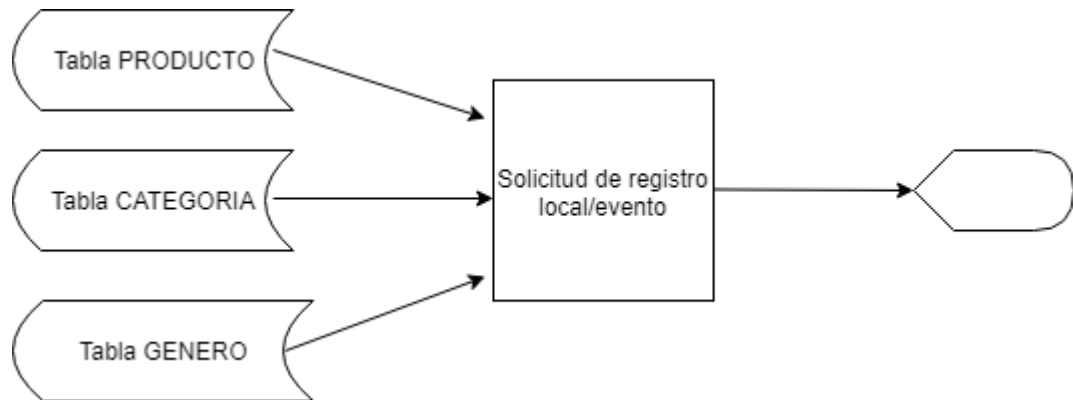 Tabla PRODUCTO
Tabla CATEGORIA
Solicitud de registro
local/evento
Tabla GENERO